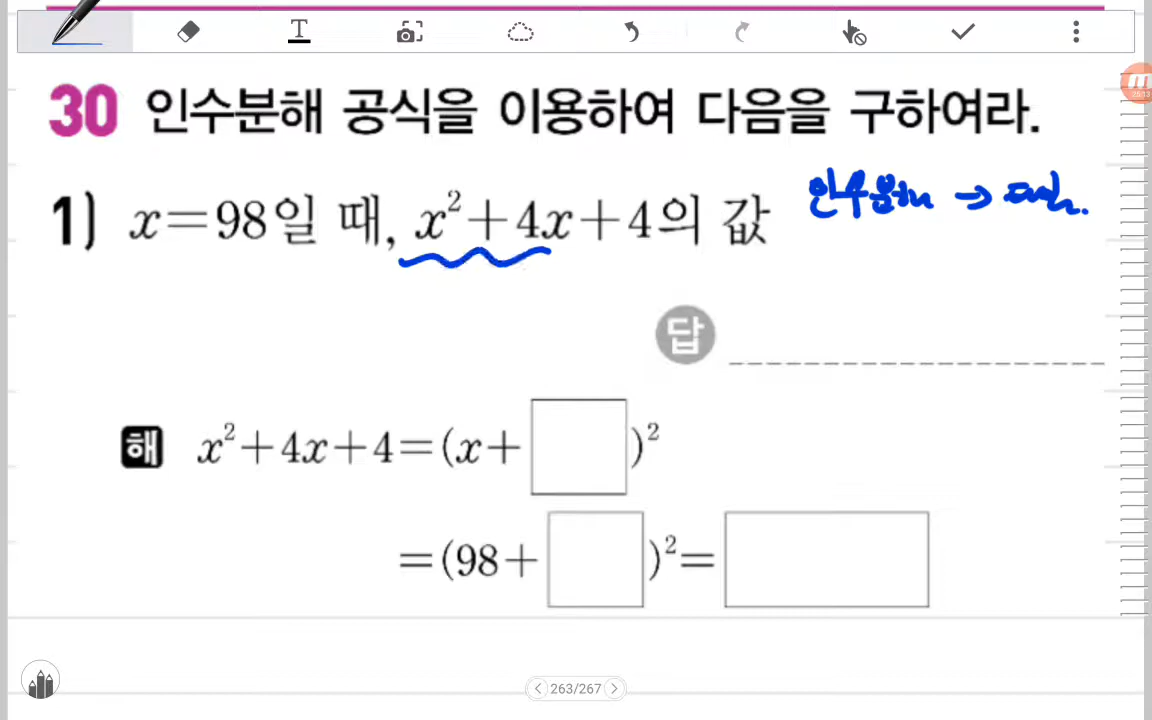 T
30 인수분해 공식을 이용하여 다음을 구하여라.
1) x=98일 때, x²+4x+4의 값 인수분해 → 대입.
답
해 x²+4x+4=(x+□)²
=(98+□)²=□
263/267